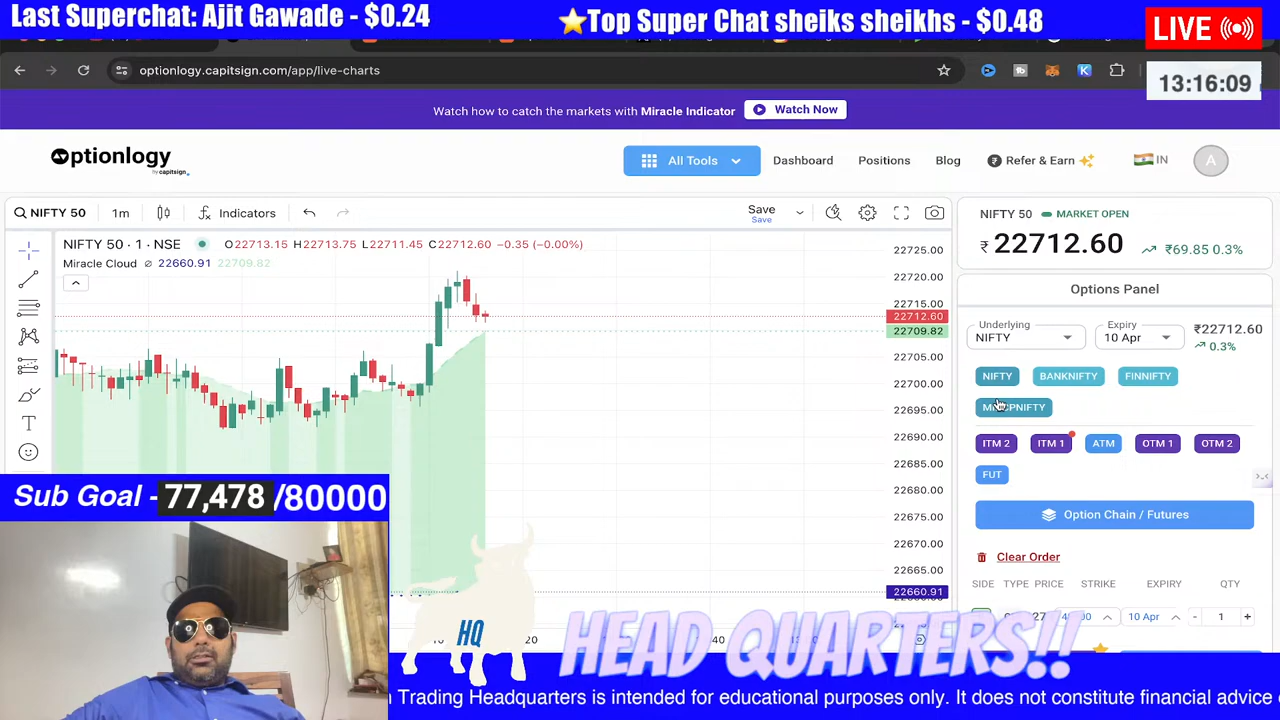 Last Superchat: Ajit Gawade - $0.24
⭐Top Super Chat sheiks sheikhs - $0.48
LIVE
optionlogy.capitsign.com/app/live-charts
13:16:09
Watch how to catch the markets with Miracle Indicator
Watch Now
optionlogy
by capitsign.
All Tools
Dashboard
Positions
Blog
Refer & Earn
IN
A
NIFTY 50
1m
Indicators
Save
Save
NIFTY 50 · 1 · NSE
O22713.15 H22713.75 L22711.45 C22712.60 -0.35 (-0.00%)
Miracle Cloud ⌀ 22660.91 22709.82
22725.00
22720.00
22715.00
22712.60
22709.82
22705.00
22700.00
22695.00
22690.00
22685.00
22680.00
22675.00
22670.00
22665.00
22660.91
NIFTY 50
MARKET OPEN
₹ 22712.60
₹69.85 0.3%
Options Panel
Underlying
NIFTY
Expiry
10 Apr
₹22712.60
0.3%
NIFTY
BANKNIFTY
FINNIFTY
ITM 2
ITM 1
ATM
OTM 1
OTM 2
FUT
Option Chain / Futures
Clear Order
SIDE TYPE PRICE STRIKE EXPIRY QTY
10 Apr
- 1 +
Sub Goal - 77,478 /80000
HQ
HEAD QUARTERS!!
Trading Headquarters is intended for educational purposes only. It does not constitute financial advice